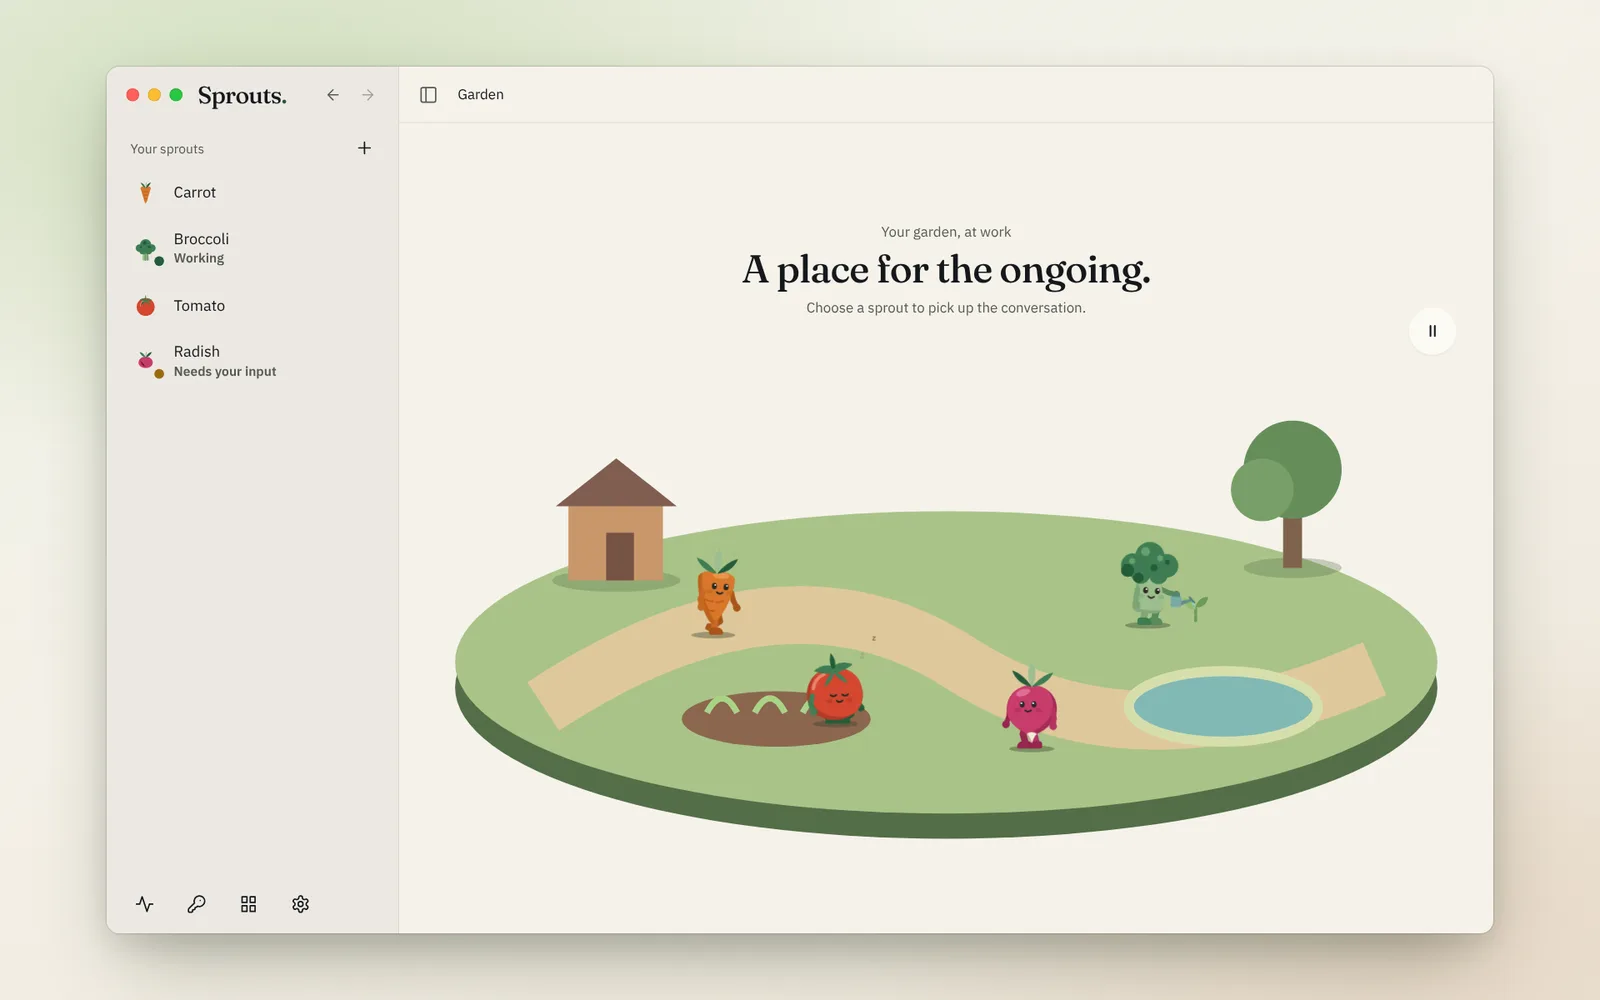 Sprouts.
Garden
Your sprouts
Carrot
Broccoli
Working
Tomato
Radish
Needs your input
Your garden, at work
A place for the ongoing.
Choose a sprout to pick up the conversation.
z
z